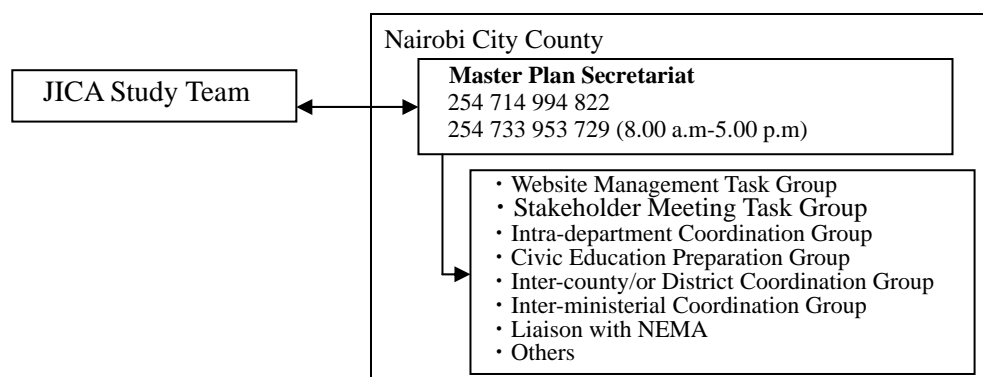 Nairobi City County
JICA Study Team
Master Plan Secretariat
254 714 994 822
254 733 953 729 (8.00 a.m-5.00 p.m)
・Website Management Task Group
・Stakeholder Meeting Task Group
・Intra-department Coordination Group
・Civic Education Preparation Group
・Inter-county/or District Coordination Group
・Inter-ministerial Coordination Group
・Liaison with NEMA
・Others